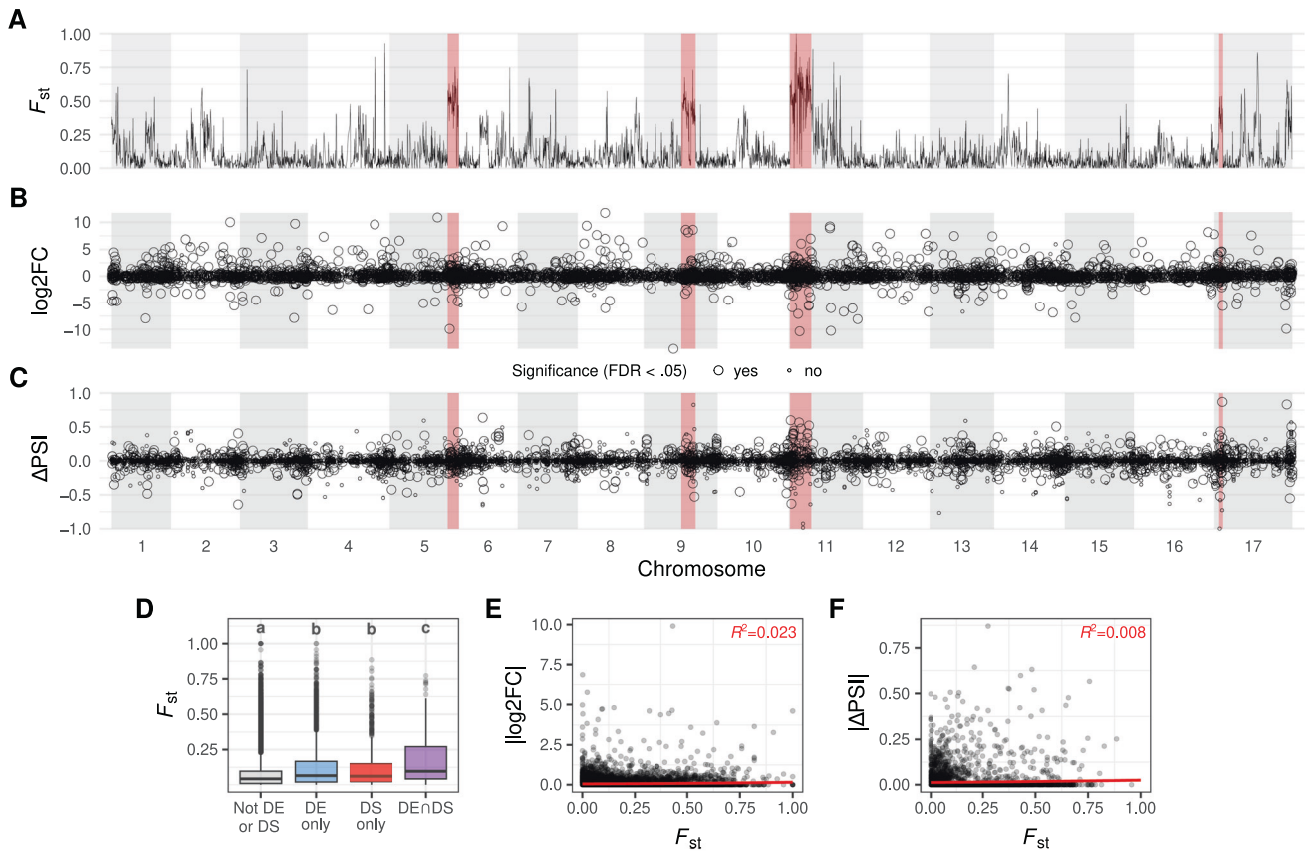 A
1.00
0.75
0.50
0.25
0.00
Fst
B
10
5
0
−5
−10
log2FC
Significance (FDR < .05) yes no
C
1.0
0.5
0.0
−0.5
−1.0
ΔPSI
1 2 3 4 5 6 7 8 9 10 11 12 13 14 15 16 17
Chromosome
D
a b b c
1.00
0.75
0.50
0.25
Fst
Not DE or DS
DE only
DS only
DE∩DS
E
R²=0.023
10.0
7.5
5.0
2.5
0.0
|log2FC|
0.00 0.25 0.50 0.75 1.00
Fst
F
R²=0.008
0.75
0.50
0.25
0.00
|ΔPSI|
0.00 0.25 0.50 0.75 1.00
Fst